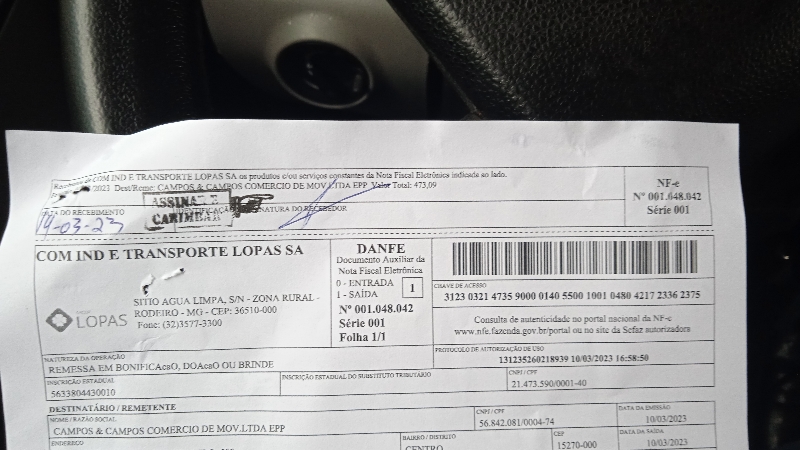 COM IND E TRANSPORTE LOPAS SA os produtos c/ou serviços constantes da Nota Fiscal Eletrônica indicade ao lado.
2023 Dest/Reme: CAMPOS & CAMPOS COMERCIO DE MOV.LTDA EPP Valor Total: 473,09
DO RECEBIMENTO
NATURA DO RECEBEDOR
14-03-23
ASSINA E
CARIMBAR
NF-e
Nº 001.048.042
Série 001
COM IND E TRANSPORTE LOPAS SA
LOPAS
SITIO AGUA LIMPA, S/N - ZONA RURAL -
RODEIRO - MG - CEP: 36510-000
Fone: (32)3577-3300
DANFE
Documento Auxiliar da
Nota Fiscal Eletrônica
0 - ENTRADA
1 - SAÍDA
1
Nº 001.048.042
Série 001
Folha 1/1
CHAVE DE ACESSO
3123 0321 4735 9000 0140 5500 1001 0480 4217 2336 2375
Consulta de autenticidade no portal nacional da NF-c
www.nfe.fazenda.gov.br/portal ou no site da Scfaz autorizadora
NATUREZA DA OPERAÇÃO
REMESSA EM BONIFICAcsO, DOAcsO OU BRINDE
PROTOCOLO DE AUTORIZAÇÃO DE USO
131235260218939 10/03/2023 16:58:50
INSCRIÇÃO ESTADUAL
5633804430010
INSCRIÇÃO ESTADUAL DO SUBSTITUTO TRIBUTÁRIO
CNPJ / CPF
21.473.590/0001-40
DESTINATÁRIO / REMETENTE
NOME / RAZÃO SOCIAL
CAMPOS & CAMPOS COMERCIO DE MOV.LTDA EPP
CNPJ / CPF
56.842.081/0004-74
DATA DA EMISSÃO
10/03/2023
ENDEREÇO
BAIRRO / DISTRITO
CENTRO
CEP
15270-000
DATA DA SAÍDA
10/03/2023